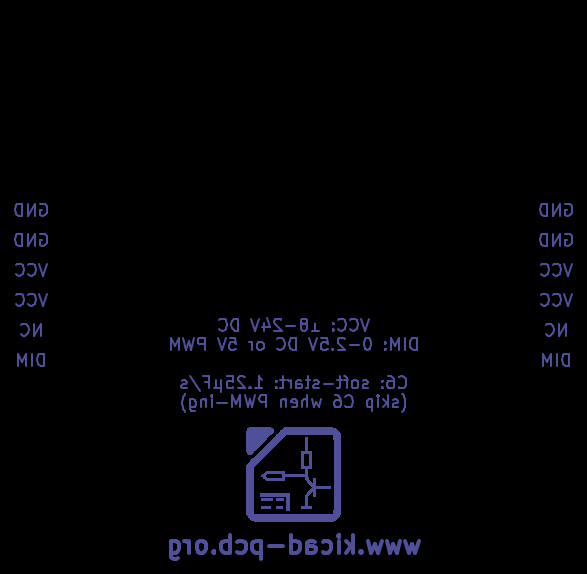 GND
GND
VCC
VCC
NC
DIM
GND
GND
VCC
VCC
NC
DIM
VCC: ±8-24V DC
DIM: 0-2.5V DC or 5V PWM
C6: soft-start: 1.25µF/s
(skip C6 when PWM-ing)
www.kicad-pcb.org